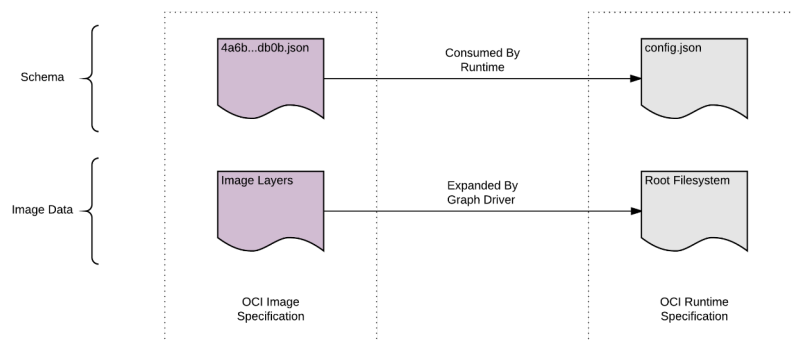 4a6b...db0b.json
config.json
Consumed By
Runtime
Schema
Image Layers
Root Filesystem
Expanded By
Graph Driver
Image Data
OCI Image
Specification
OCI Runtime
Specification